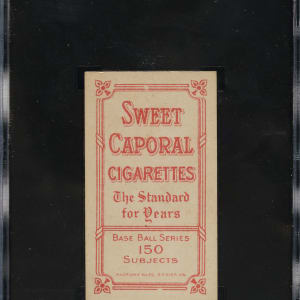 SWEET
CAPORAL
CIGARETTES
The Standard
for Years
BASE BALL SERIES
150
SUBJECTS